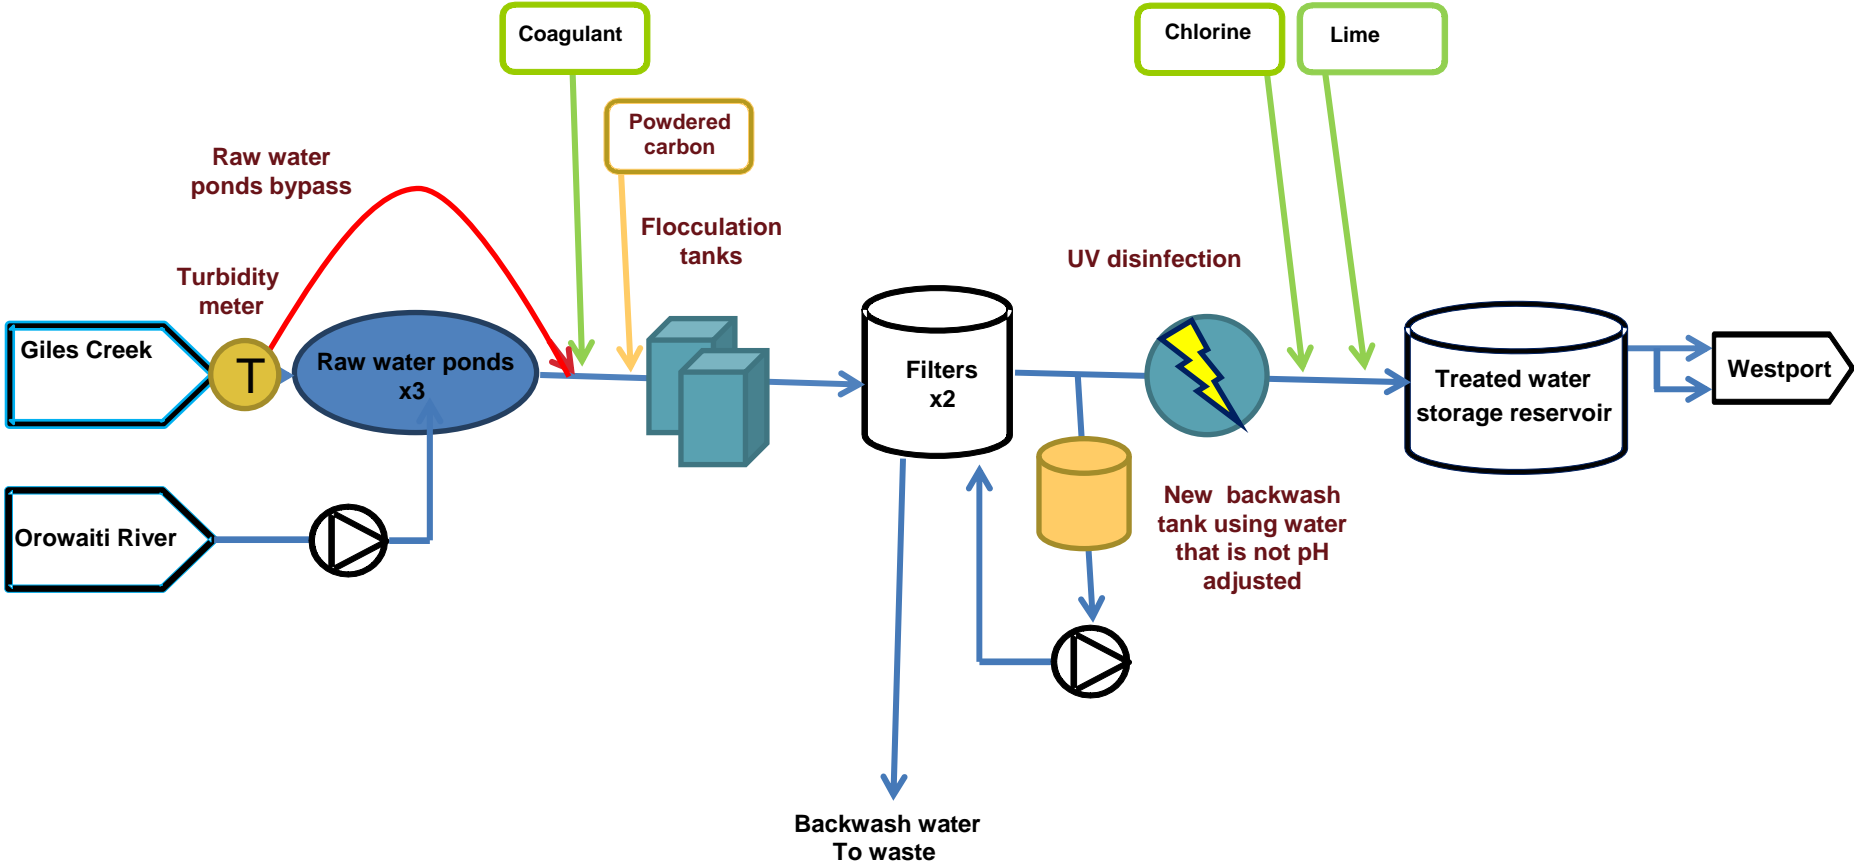 Coagulant
Chlorine
Lime
Powdered
carbon
Raw water
ponds bypass
Flocculation
tanks
UV disinfection
Turbidity
meter
Giles Creek
T
Raw water ponds
x3
Filters
x2
Treated water
storage reservoir
Westport
Orowaiti River
New backwash
tank using water
that is not pH
adjusted
Backwash water
To waste